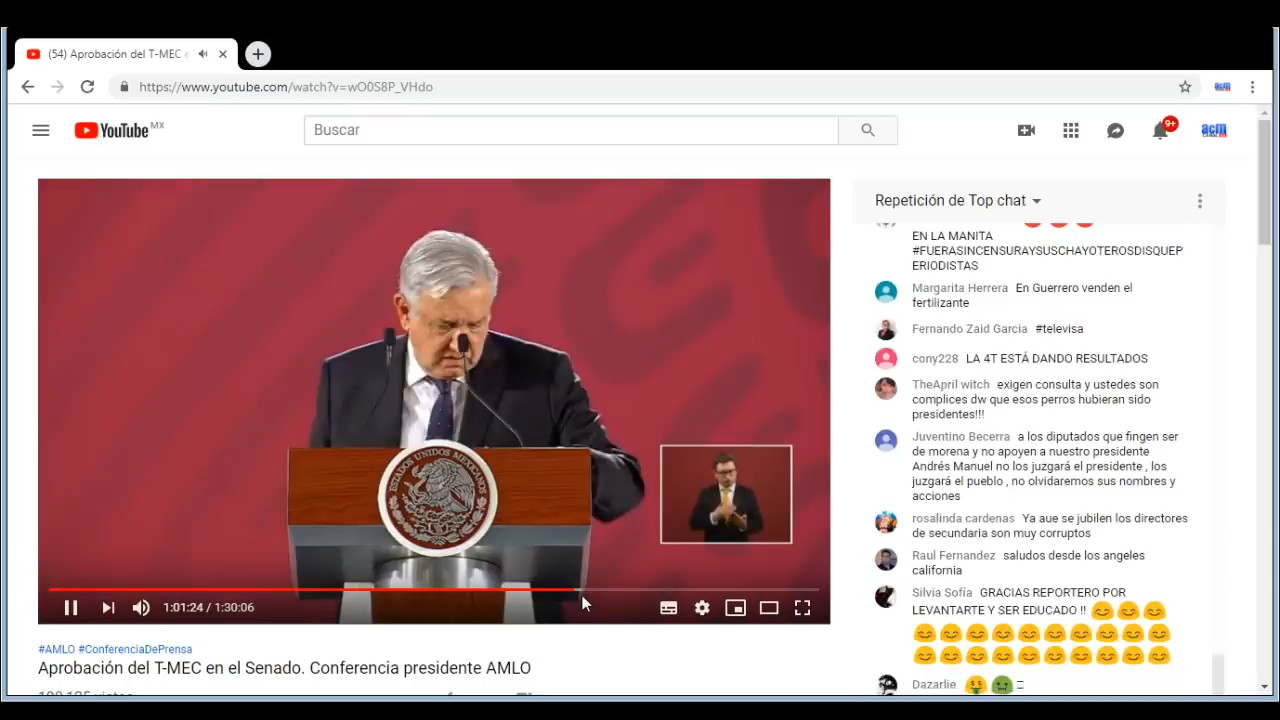 (54) Aprobación del T-MEC e
https://www.youtube.com/watch?v=wO0S8P_VHdo
acm
YouTube MX
Buscar
9+
acm
ESTADOS UNIDOS MEXICANOS
1:01:24 / 1:30:06
#AMLO #ConferenciaDePrensa
Aprobación del T-MEC en el Senado. Conferencia presidente AMLO
Repetición de Top chat
EN LA MANITA
#FUERASINCENSURAYSUSCHAYOTEROSDISQUEP
ERIODISTAS
Margarita Herrera En Guerrero venden el
fertilizante
Fernando Zaid Garcia #televisa
cony228 LA 4T ESTÁ DANDO RESULTADOS
TheApril witch exigen consulta y ustedes son
complices dw que esos perros hubieran sido
presidentes!!!
Juventino Becerra a los diputados que fingen ser
de morena y no apoyen a nuestro presidente
Andrés Manuel no los juzgará el presidente , los
juzgará el pueblo , no olvidaremos sus nombres y
acciones
rosalinda cardenas Ya aue se jubilen los directores
de secundaria son muy corruptos
Raul Fernandez saludos desde los angeles
california
Silvia Sofía GRACIAS REPORTERO POR
LEVANTARTE Y SER EDUCADO !! 😊😊😊
😊😊😊😊😊😊😊😊😊😊
😊😊😊😊😊😊😊😊😊😊
Dazarlie 🤑🤢